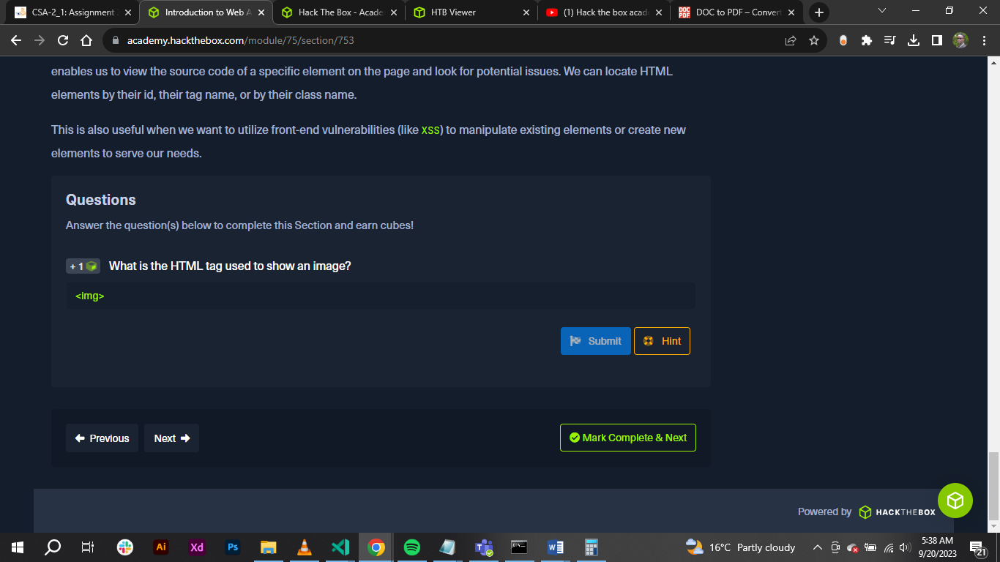 CSA-2_1: Assignment
Introduction to Web A
Hack The Box - Acade
HTB Viewer
(1) Hack the box acad
DOC to PDF – Convert
academy.hackthebox.com/module/75/section/753
enables us to view the source code of a specific element on the page and look for potential issues. We can locate HTML
elements by their id, their tag name, or by their class name.
This is also useful when we want to utilize front-end vulnerabilities (like XSS) to manipulate existing elements or create new
elements to serve our needs.
Questions
Answer the question(s) below to complete this Section and earn cubes!
+ 1 What is the HTML tag used to show an image?
<img>
Submit Hint
Previous Next Mark Complete & Next
Powered by HACKTHEBOX
Ai Xd Ps
16°C Partly cloudy
5:38 AM
9/20/2023
21